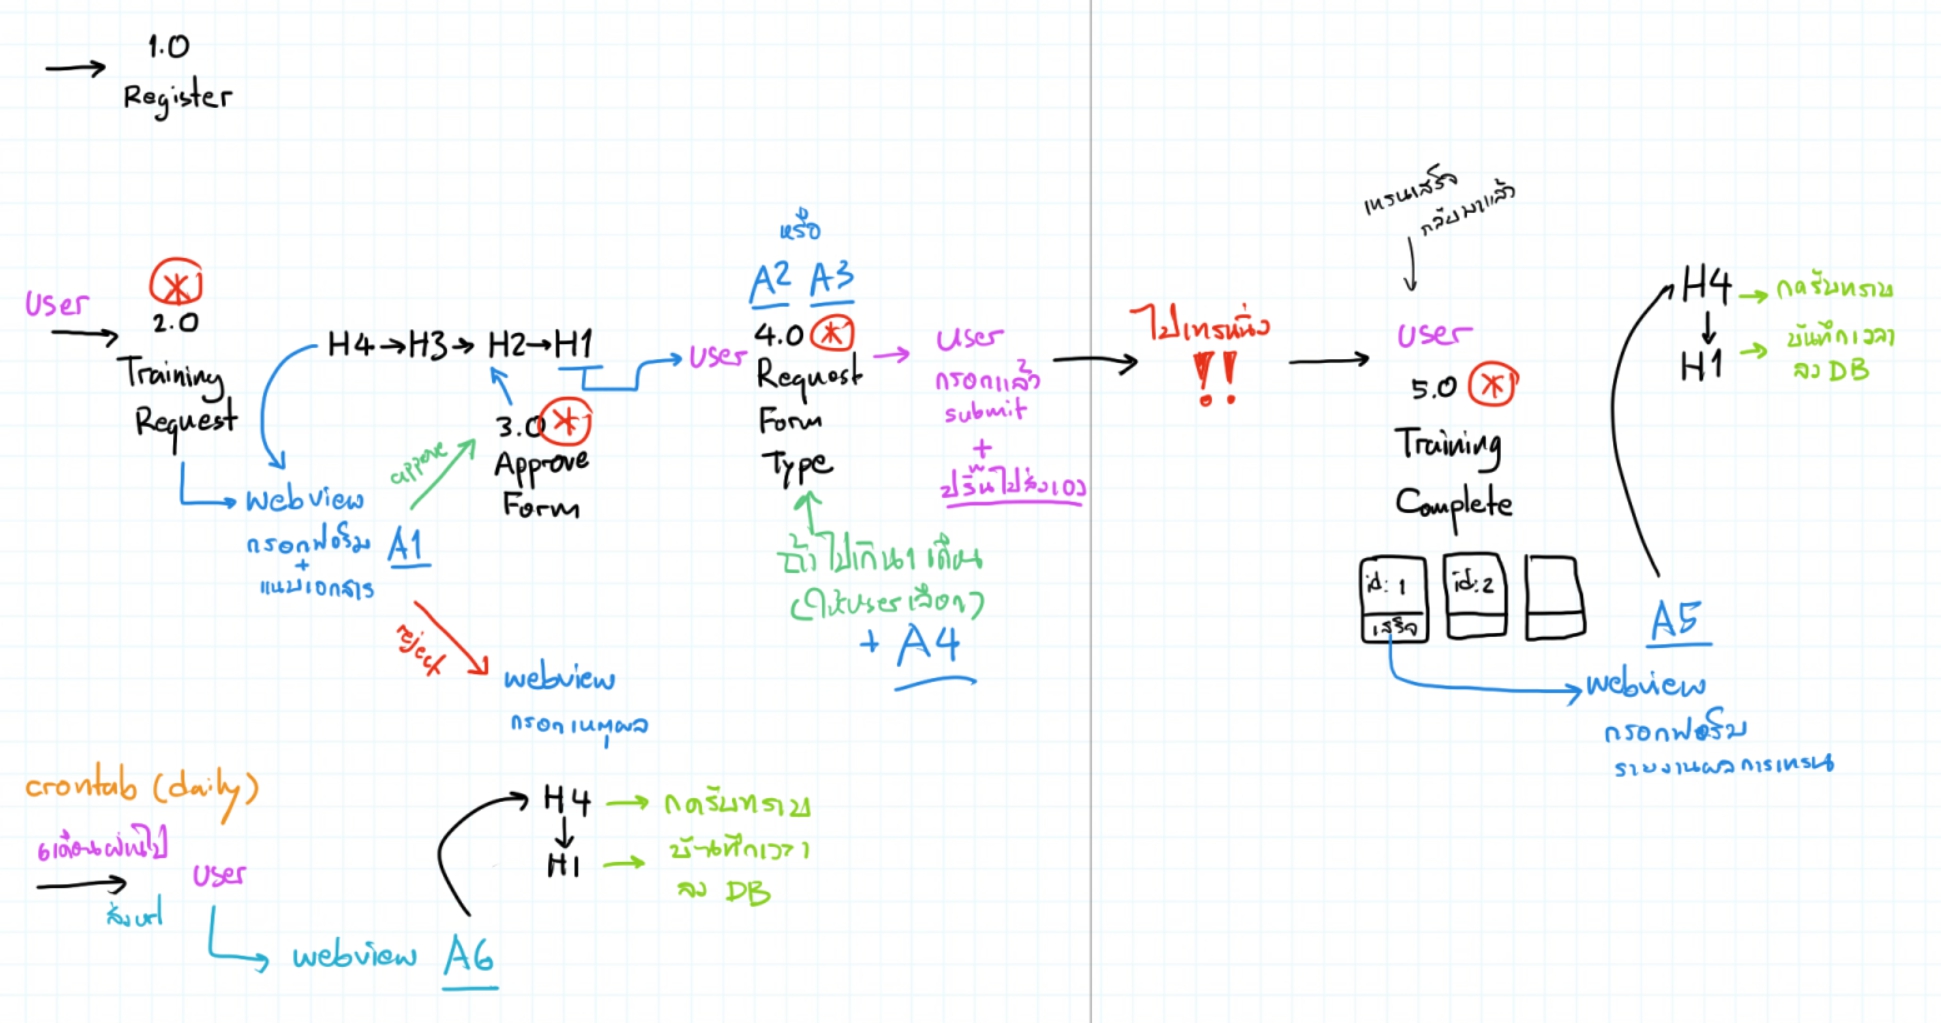 1.0
Register
User
2.0
Training
Request
webview
กรอกฟอร์ม
+
แนบเอกสาร
A1
approve
reject
H4 → H3 → H2 → H1
3.0
Approve
Form
webview
กรอกเหตุผล
หรือ
A2 A3
user
4.0
Request
Form
Type
ถ้าไปเกิน 1 เดือน
(ให้ user เลือก)
+ A4
user
กรอกแล้ว
submit
+
ปริ้นไปส่งเอง
ไปเทรนนิ่ง
!!
เทรนเสร็จ
กลับมาแล้ว
user
5.0
Training
Complete
id: 1
เสร็จ
id: 2
webview
กรอกฟอร์ม
รายงานผลการเทรน
A5
H4 → กดรับทราบ
H1 → บันทึกเวลา
ลง DB
crontab (daily)
6 เดือนผ่านไป
user
ส่ง url
webview A6
H4 → กดรับทราบ
H1 → บันทึกเวลา
ลง DB